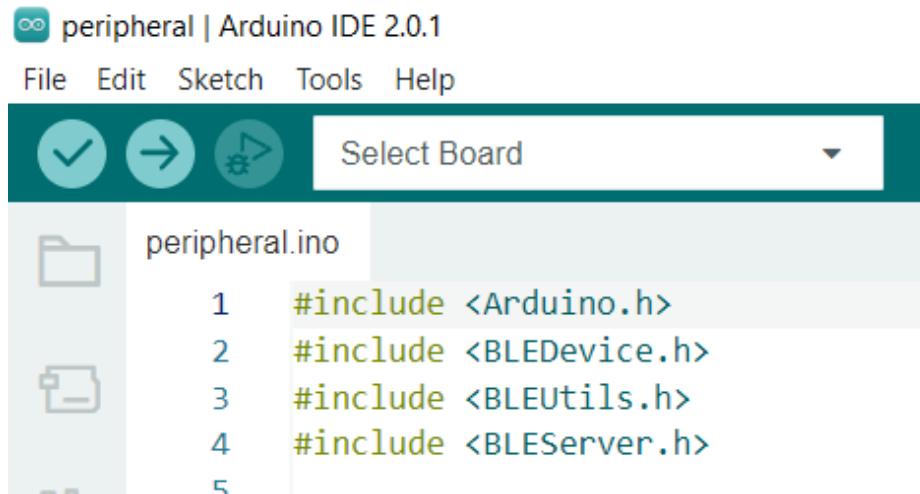 peripheral | Arduino IDE 2.0.1
File Edit Sketch Tools Help
Select Board
peripheral.ino
1 #include <Arduino.h>
2 #include <BLEDevice.h>
3 #include <BLEUtils.h>
4 #include <BLEServer.h>
5